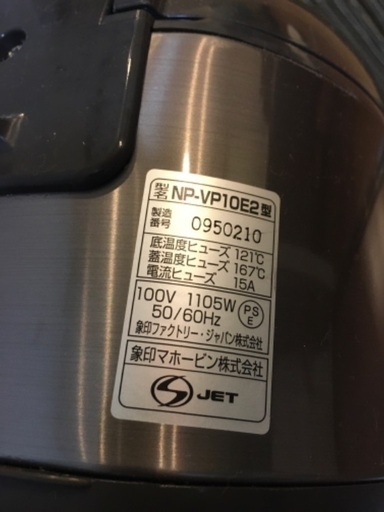 型名 NP-VP10E2型
製造番号 0950210
底温度ヒューズ 121℃
蓋温度ヒューズ 167℃
電流ヒューズ 15A
100V 1105W
50/60Hz
PSE
象印ファクトリー・ジャパン株式会社
象印マホービン株式会社
S JET